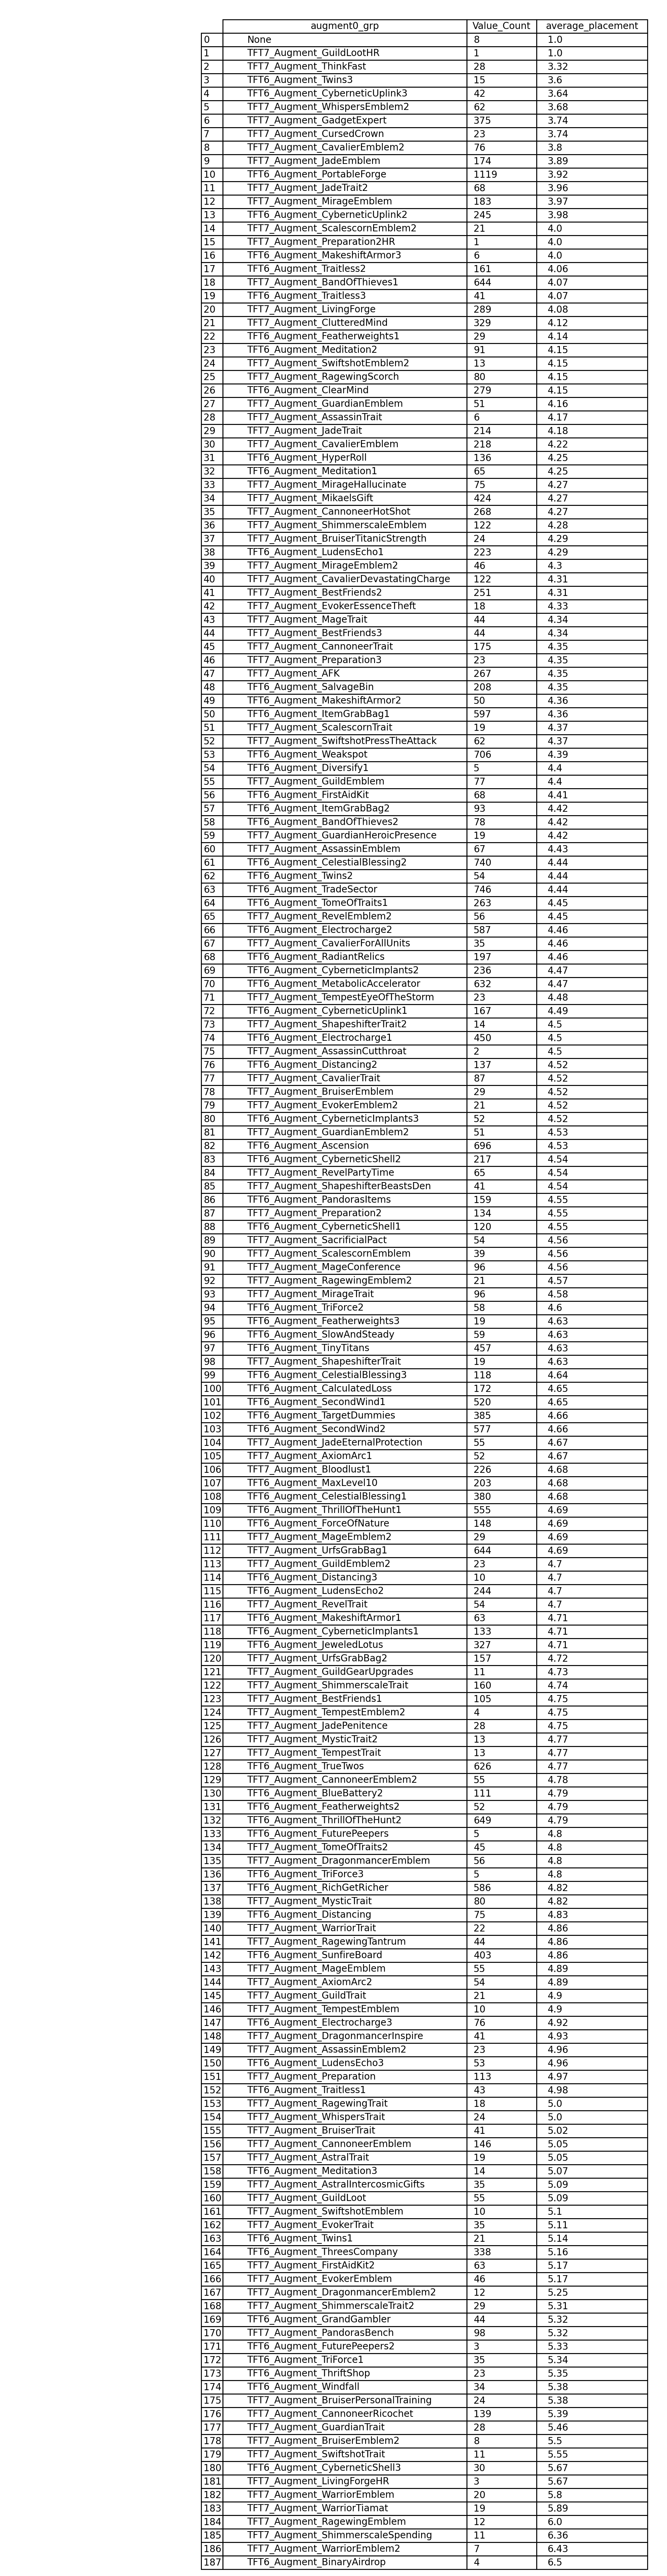 augment0_grp Value_Count average_placement
0 None 8 1.0
1 TFT7_Augment_GuildLootHR 1 1.0
2 TFT7_Augment_ThinkFast 28 3.32
3 TFT6_Augment_Twins3 15 3.6
4 TFT6_Augment_CyberneticUplink3 42 3.64
5 TFT7_Augment_WhispersEmblem2 62 3.68
6 TFT7_Augment_GadgetExpert 375 3.74
7 TFT7_Augment_CursedCrown 23 3.74
8 TFT7_Augment_CavalierEmblem2 76 3.8
9 TFT7_Augment_JadeEmblem 174 3.89
10 TFT6_Augment_PortableForge 1119 3.92
11 TFT7_Augment_JadeTrait2 68 3.96
12 TFT7_Augment_MirageEmblem 183 3.97
13 TFT6_Augment_CyberneticUplink2 245 3.98
14 TFT7_Augment_ScalescornEmblem2 21 4.0
15 TFT7_Augment_Preparation2HR 1 4.0
16 TFT6_Augment_MakeshiftArmor3 6 4.0
17 TFT6_Augment_Traitless2 161 4.06
18 TFT7_Augment_BandOfThieves1 644 4.07
19 TFT6_Augment_Traitless3 41 4.07
20 TFT7_Augment_LivingForge 289 4.08
21 TFT7_Augment_ClutteredMind 329 4.12
22 TFT6_Augment_Featherweights1 29 4.14
23 TFT6_Augment_Meditation2 91 4.15
24 TFT7_Augment_SwiftshotEmblem2 13 4.15
25 TFT7_Augment_RagewingScorch 80 4.15
26 TFT6_Augment_ClearMind 279 4.15
27 TFT7_Augment_GuardianEmblem 51 4.16
28 TFT7_Augment_AssassinTrait 6 4.17
29 TFT7_Augment_JadeTrait 214 4.18
30 TFT7_Augment_CavalierEmblem 218 4.22
31 TFT6_Augment_HyperRoll 136 4.25
32 TFT6_Augment_Meditation1 65 4.25
33 TFT7_Augment_MirageHallucinate 75 4.27
34 TFT7_Augment_MikaelsGift 424 4.27
35 TFT7_Augment_CannoneerHotShot 268 4.27
36 TFT7_Augment_ShimmerscaleEmblem 122 4.28
37 TFT7_Augment_BruiserTitanicStrength 24 4.29
38 TFT6_Augment_LudensEcho1 223 4.29
39 TFT7_Augment_MirageEmblem2 46 4.3
40 TFT7_Augment_CavalierDevastatingCharge 122 4.31
41 TFT7_Augment_BestFriends2 251 4.31
42 TFT7_Augment_EvokerEssenceTheft 18 4.33
43 TFT7_Augment_MageTrait 44 4.34
44 TFT7_Augment_BestFriends3 44 4.34
45 TFT7_Augment_CannoneerTrait 175 4.35
46 TFT7_Augment_Preparation3 23 4.35
47 TFT7_Augment_AFK 267 4.35
48 TFT6_Augment_SalvageBin 208 4.35
49 TFT6_Augment_MakeshiftArmor2 50 4.36
50 TFT6_Augment_ItemGrabBag1 597 4.36
51 TFT7_Augment_ScalescornTrait 19 4.37
52 TFT7_Augment_SwiftshotPressTheAttack 62 4.37
53 TFT6_Augment_Weakspot 706 4.39
54 TFT6_Augment_Diversify1 5 4.4
55 TFT7_Augment_GuildEmblem 77 4.4
56 TFT6_Augment_FirstAidKit 68 4.41
57 TFT6_Augment_ItemGrabBag2 93 4.42
58 TFT6_Augment_BandOfThieves2 78 4.42
59 TFT7_Augment_GuardianHeroicPresence 19 4.42
60 TFT7_Augment_AssassinEmblem 67 4.43
61 TFT6_Augment_CelestialBlessing2 740 4.44
62 TFT6_Augment_Twins2 54 4.44
63 TFT6_Augment_TradeSector 746 4.44
64 TFT6_Augment_TomeOfTraits1 263 4.45
65 TFT7_Augment_RevelEmblem2 56 4.45
66 TFT6_Augment_Electrocharge2 587 4.46
67 TFT7_Augment_CavalierForAllUnits 35 4.46
68 TFT6_Augment_RadiantRelics 197 4.46
69 TFT6_Augment_CyberneticImplants2 236 4.47
70 TFT6_Augment_MetabolicAccelerator 632 4.47
71 TFT7_Augment_TempestEyeOfTheStorm 23 4.48
72 TFT6_Augment_CyberneticUplink1 167 4.49
73 TFT7_Augment_ShapeshifterTrait2 14 4.5
74 TFT6_Augment_Electrocharge1 450 4.5
75 TFT7_Augment_AssassinCutthroat 2 4.5
76 TFT6_Augment_Distancing2 137 4.52
77 TFT7_Augment_CavalierTrait 87 4.52
78 TFT7_Augment_BruiserEmblem 29 4.52
79 TFT7_Augment_EvokerEmblem2 21 4.52
80 TFT6_Augment_CyberneticImplants3 52 4.52
81 TFT7_Augment_GuardianEmblem2 51 4.53
82 TFT6_Augment_Ascension 696 4.53
83 TFT6_Augment_CyberneticShell2 217 4.54
84 TFT7_Augment_RevelPartyTime 65 4.54
85 TFT7_Augment_ShapeshifterBeastsDen 41 4.54
86 TFT6_Augment_PandorasItems 159 4.55
87 TFT7_Augment_Preparation2 134 4.55
88 TFT6_Augment_CyberneticShell1 120 4.55
89 TFT7_Augment_SacrificialPact 54 4.56
90 TFT7_Augment_ScalescornEmblem 39 4.56
91 TFT7_Augment_MageConference 96 4.56
92 TFT7_Augment_RagewingEmblem2 21 4.57
93 TFT7_Augment_MirageTrait 96 4.58
94 TFT6_Augment_TriForce2 58 4.6
95 TFT6_Augment_Featherweights3 19 4.63
96 TFT6_Augment_SlowAndSteady 59 4.63
97 TFT6_Augment_TinyTitans 457 4.63
98 TFT7_Augment_ShapeshifterTrait 19 4.63
99 TFT6_Augment_CelestialBlessing3 118 4.64
100 TFT6_Augment_CalculatedLoss 172 4.65
101 TFT6_Augment_SecondWind1 520 4.65
102 TFT6_Augment_TargetDummies 385 4.66
103 TFT6_Augment_SecondWind2 577 4.66
104 TFT7_Augment_JadeEternalProtection 55 4.67
105 TFT7_Augment_AxiomArc1 52 4.67
106 TFT7_Augment_Bloodlust1 226 4.68
107 TFT6_Augment_MaxLevel10 203 4.68
108 TFT6_Augment_CelestialBlessing1 380 4.68
109 TFT6_Augment_ThrillOfTheHunt1 555 4.69
110 TFT6_Augment_ForceOfNature 148 4.69
111 TFT7_Augment_MageEmblem2 29 4.69
112 TFT7_Augment_UrfsGrabBag1 644 4.69
113 TFT7_Augment_GuildEmblem2 23 4.7
114 TFT6_Augment_Distancing3 10 4.7
115 TFT6_Augment_LudensEcho2 244 4.7
116 TFT7_Augment_RevelTrait 54 4.7
117 TFT6_Augment_MakeshiftArmor1 63 4.71
118 TFT6_Augment_CyberneticImplants1 133 4.71
119 TFT6_Augment_JeweledLotus 327 4.71
120 TFT7_Augment_UrfsGrabBag2 157 4.72
121 TFT7_Augment_GuildGearUpgrades 11 4.73
122 TFT7_Augment_ShimmerscaleTrait 160 4.74
123 TFT7_Augment_BestFriends1 105 4.75
124 TFT7_Augment_TempestEmblem2 4 4.75
125 TFT7_Augment_JadePenitence 28 4.75
126 TFT7_Augment_MysticTrait2 13 4.77
127 TFT7_Augment_TempestTrait 13 4.77
128 TFT6_Augment_TrueTwos 626 4.77
129 TFT7_Augment_CannoneerEmblem2 55 4.78
130 TFT6_Augment_BlueBattery2 111 4.79
131 TFT6_Augment_Featherweights2 52 4.79
132 TFT6_Augment_ThrillOfTheHunt2 649 4.79
133 TFT6_Augment_FuturePeepers 5 4.8
134 TFT7_Augment_TomeOfTraits2 45 4.8
135 TFT7_Augment_DragonmancerEmblem 56 4.8
136 TFT6_Augment_TriForce3 5 4.8
137 TFT6_Augment_RichGetRicher 586 4.82
138 TFT7_Augment_MysticTrait 80 4.82
139 TFT6_Augment_Distancing 75 4.83
140 TFT7_Augment_WarriorTrait 22 4.86
141 TFT7_Augment_RagewingTantrum 44 4.86
142 TFT6_Augment_SunfireBoard 403 4.86
143 TFT7_Augment_MageEmblem 55 4.89
144 TFT7_Augment_AxiomArc2 54 4.89
145 TFT7_Augment_GuildTrait 21 4.9
146 TFT7_Augment_TempestEmblem 10 4.9
147 TFT6_Augment_Electrocharge3 76 4.92
148 TFT7_Augment_DragonmancerInspire 41 4.93
149 TFT7_Augment_AssassinEmblem2 23 4.96
150 TFT6_Augment_LudensEcho3 53 4.96
151 TFT7_Augment_Preparation 113 4.97
152 TFT6_Augment_Traitless1 43 4.98
153 TFT7_Augment_RagewingTrait 18 5.0
154 TFT7_Augment_WhispersTrait 24 5.0
155 TFT7_Augment_BruiserTrait 41 5.02
156 TFT7_Augment_CannoneerEmblem 146 5.05
157 TFT7_Augment_AstralTrait 19 5.05
158 TFT6_Augment_Meditation3 14 5.07
159 TFT7_Augment_AstralIntercosmicGifts 35 5.09
160 TFT7_Augment_GuildLoot 55 5.09
161 TFT7_Augment_SwiftshotEmblem 10 5.1
162 TFT7_Augment_EvokerTrait 35 5.11
163 TFT6_Augment_Twins1 21 5.14
164 TFT6_Augment_ThreesCompany 338 5.16
165 TFT7_Augment_FirstAidKit2 63 5.17
166 TFT7_Augment_EvokerEmblem 46 5.17
167 TFT7_Augment_DragonmancerEmblem2 12 5.25
168 TFT7_Augment_ShimmerscaleTrait2 29 5.31
169 TFT6_Augment_GrandGambler 44 5.32
170 TFT7_Augment_PandorasBench 98 5.32
171 TFT6_Augment_FuturePeepers2 3 5.33
172 TFT6_Augment_TriForce1 35 5.34
173 TFT6_Augment_ThriftShop 23 5.35
174 TFT6_Augment_Windfall 34 5.38
175 TFT7_Augment_BruiserPersonalTraining 24 5.38
176 TFT7_Augment_CannoneerRicochet 139 5.39
177 TFT7_Augment_GuardianTrait 28 5.46
178 TFT7_Augment_BruiserEmblem2 8 5.5
179 TFT7_Augment_SwiftshotTrait 11 5.55
180 TFT6_Augment_CyberneticShell3 30 5.67
181 TFT7_Augment_LivingForgeHR 3 5.67
182 TFT7_Augment_WarriorEmblem 20 5.8
183 TFT7_Augment_WarriorTiamat 19 5.89
184 TFT7_Augment_RagewingEmblem 12 6.0
185 TFT7_Augment_ShimmerscaleSpending 11 6.36
186 TFT7_Augment_WarriorEmblem2 7 6.43
187 TFT6_Augment_BinaryAirdrop 4 6.5